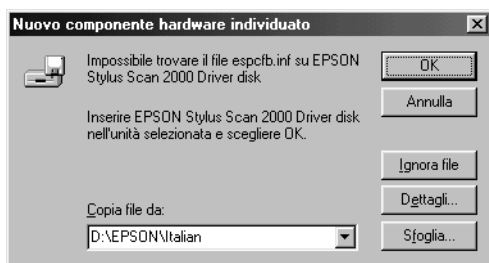 Nuovo componente hardware individuato
Impossibile trovare il file espcfb.inf su EPSON
Stylus Scan 2000 Driver disk
Inserire EPSON Stylus Scan 2000 Driver disk
nell'unità selezionata e scegliere OK.
Copia file da:
D:\EPSON\Italian
OK
Annulla
Ignora file
Dettagli...
Sfoglia...